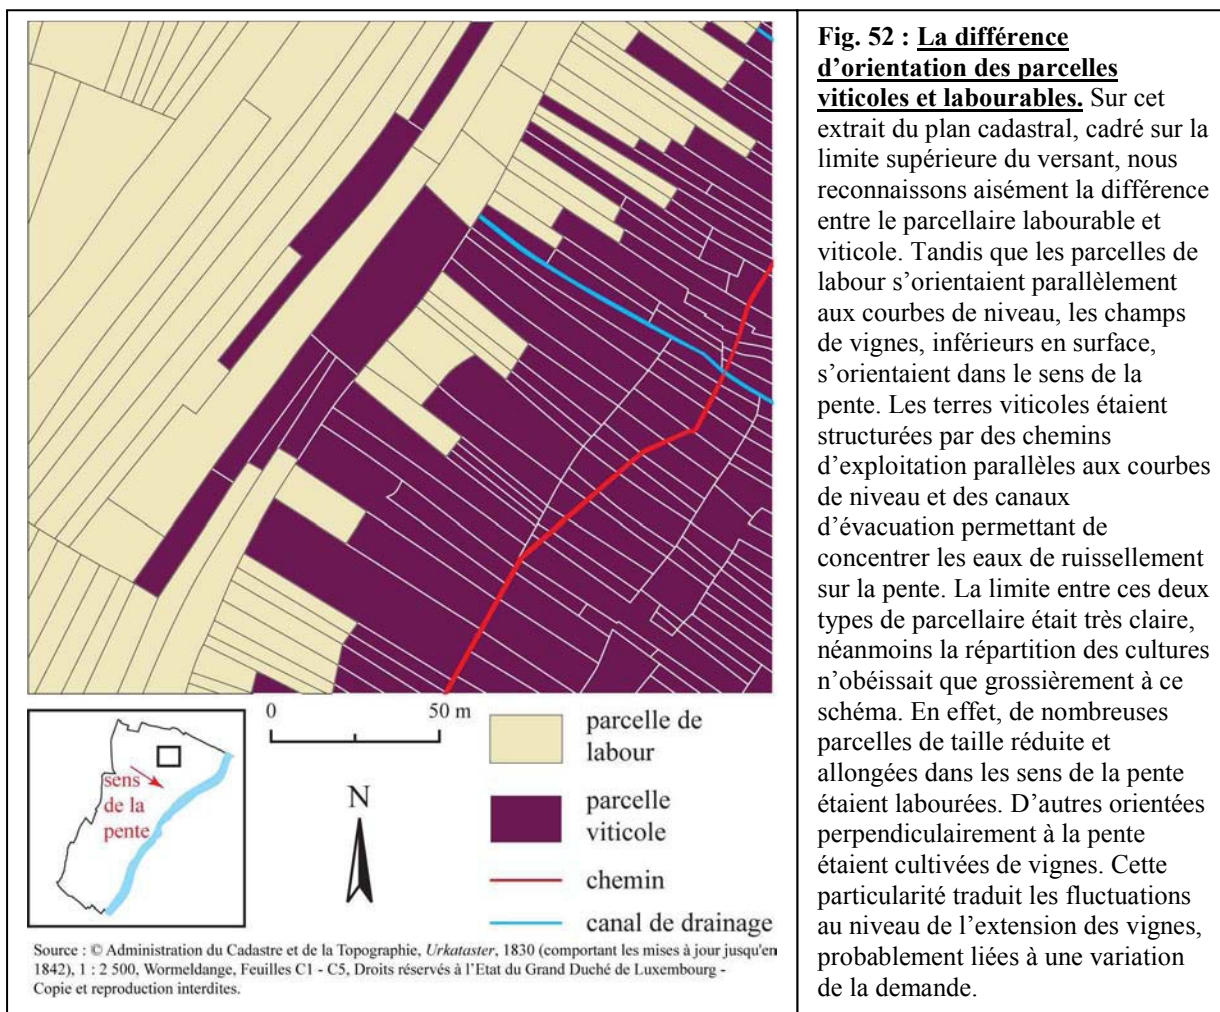 Fig. 52 : La différence
d’orientation des parcelles
viticoles et labourables. Sur cet
extrait du plan cadastral, cadré sur la
limite supérieure du versant, nous
reconnaissons aisément la différence
entre le parcellaire labourable et
viticole. Tandis que les parcelles de
labour s’orientaient parallèlement
aux courbes de niveau, les champs
de vignes, inférieurs en surface,
s’orientaient dans le sens de la
pente. Les terres viticoles étaient
structurées par des chemins
d’exploitation parallèles aux courbes
de niveau et des canaux
d’évacuation permettant de
concentrer les eaux de ruissellement
sur la pente. La limite entre ces deux
types de parcellaire était très claire,
néanmoins la répartition des cultures
n’obéissait que grossièrement à ce
schéma. En effet, de nombreuses
parcelles de taille réduite et
allongées dans les sens de la pente
étaient labourées. D’autres orientées
perpendiculairement à la pente
étaient cultivées de vignes. Cette
particularité traduit les fluctuations
au niveau de l’extension des vignes,
probablement liées à une variation
de la demande.
0 50 m
N
sens
de la
pente
parcelle de
labour
parcelle
viticole
chemin
canal de drainage
Source : © Administration du Cadastre et de la Topographie, Urkataster, 1830 (comportant les mises à jour jusqu'en
1842), 1 : 2 500, Wormeldange, Feuilles C1 - C5, Droits réservés à l’Etat du Grand Duché de Luxembourg -
Copie et reproduction interdites.